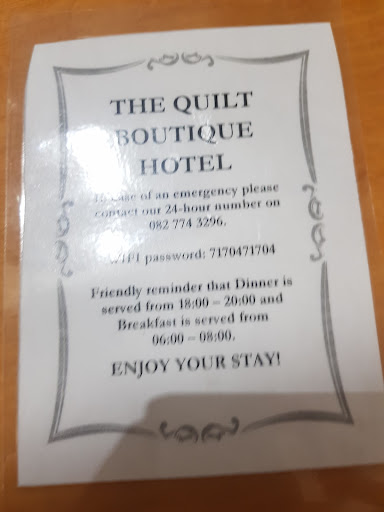 THE QUILT
BOUTIQUE
HOTEL
In case of an emergency please
contact our 24-hour number on
082 774 3296.
WIFI password: 7170471704
Friendly reminder that Dinner is
served from 18:00 – 20:00 and
Breakfast is served from
06:00 – 08:00.
ENJOY YOUR STAY!